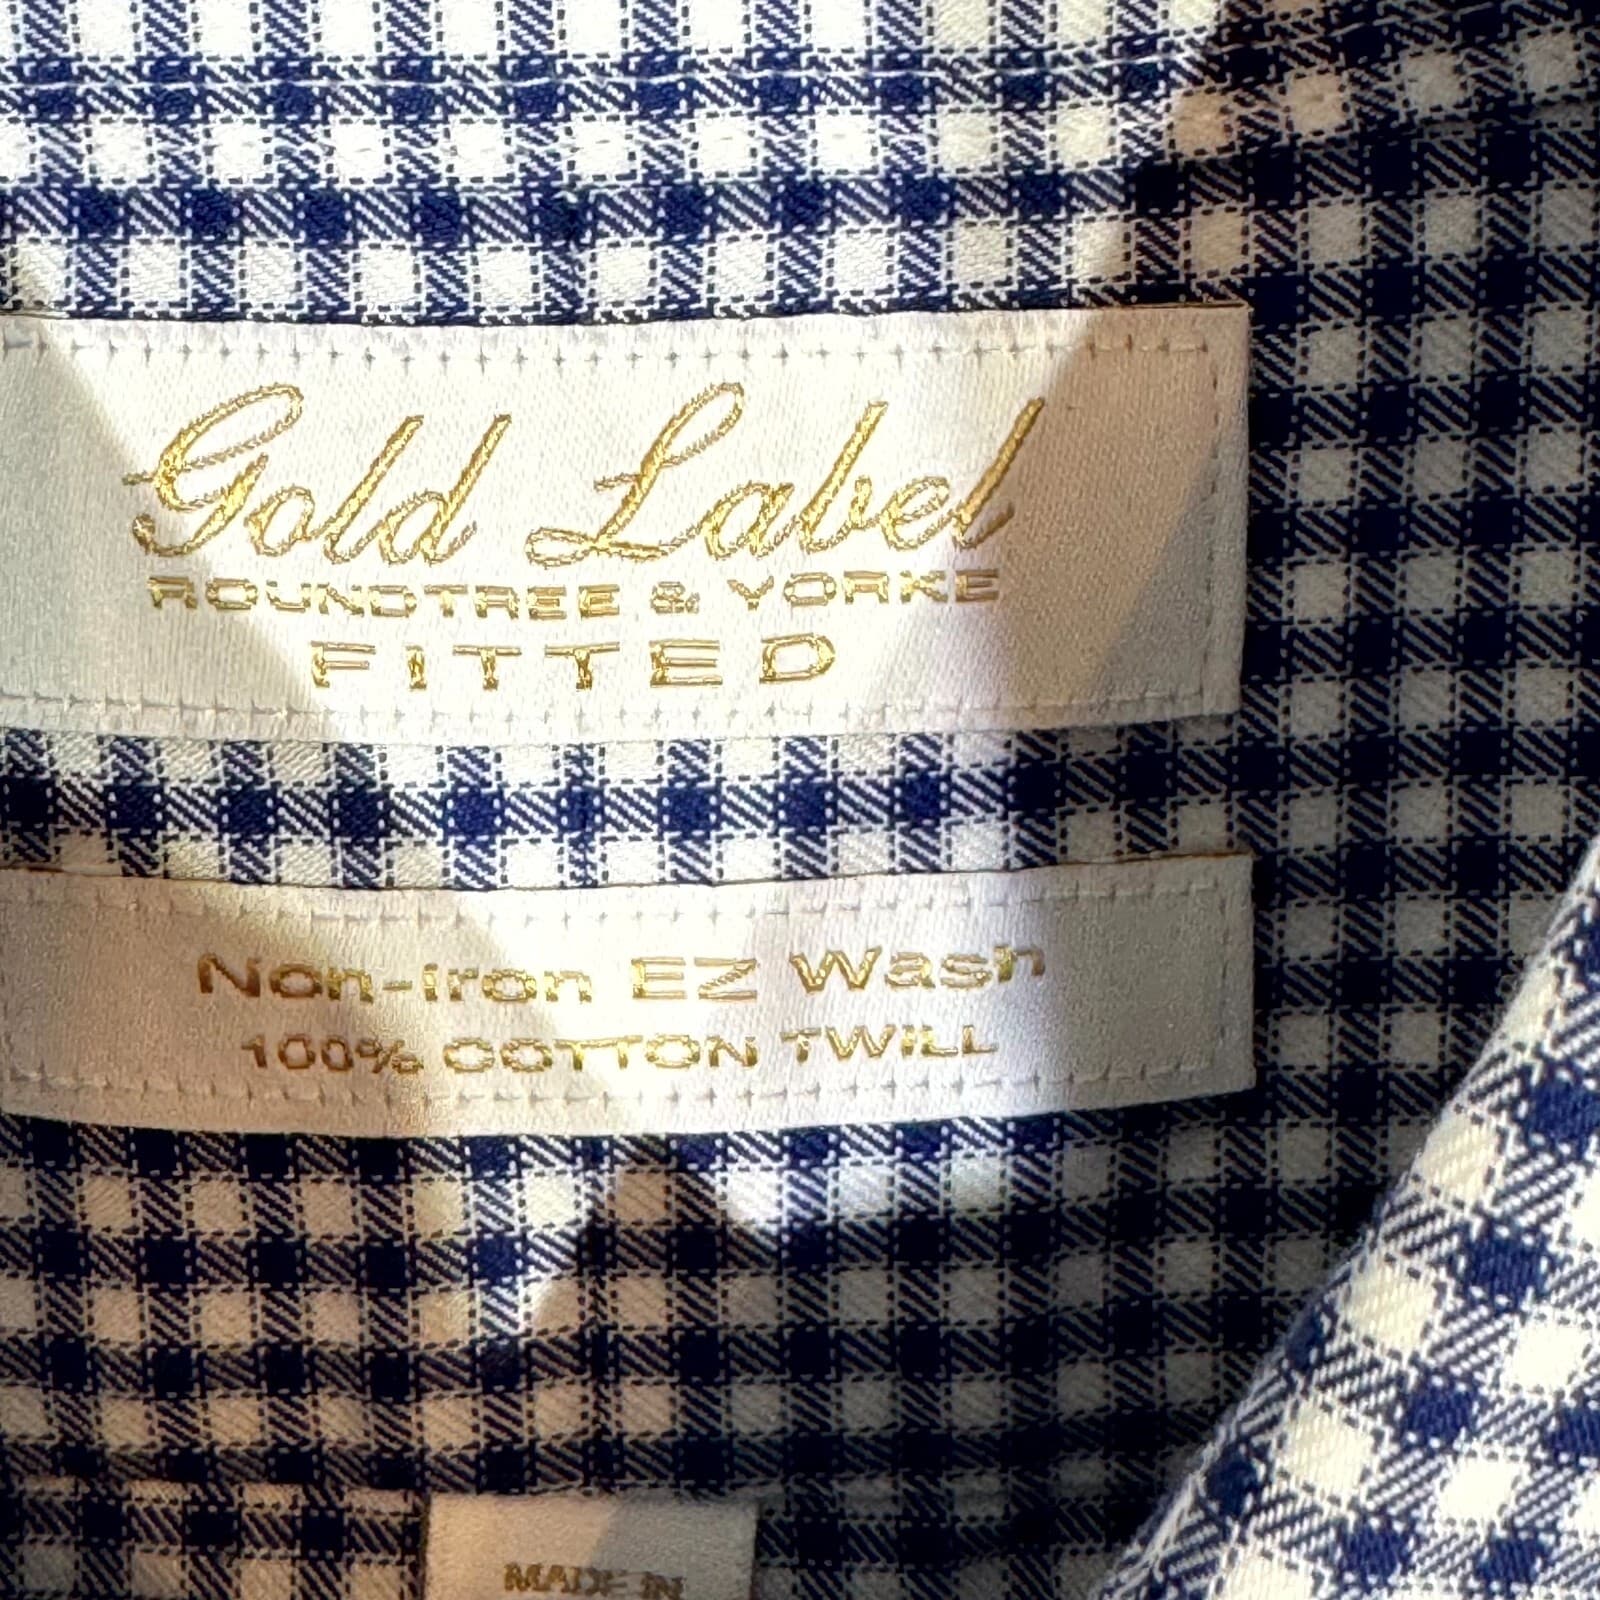 Gold Label
ROUNDTREE & YORKE
FITTED
Non-Iron EZ Wash
100% COTTON TWILL
MADE IN